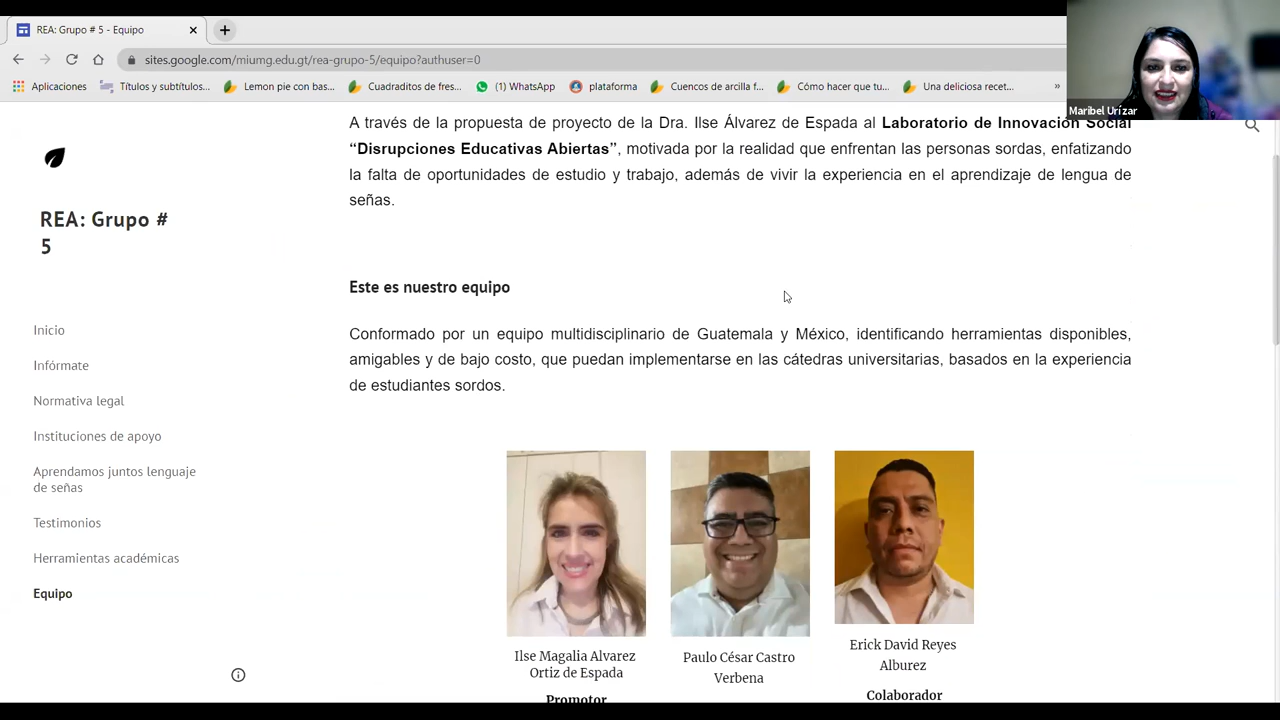 REA: Grupo # 5 - Equipo
sites.google.com/miumg.edu.gt/rea-grupo-5/equipo?authuser=0
Aplicaciones Títulos y subtítulos... Lemon pie con bas... Cuadraditos de fres... (1) WhatsApp plataforma Cuencos de arcilla f... Cómo hacer que tu... Una deliciosa recet... »
Maribel Urízar
A través de la propuesta de proyecto de la Dra. Ilse Álvarez de Espada al Laboratorio de Innovación Social
“Disrupciones Educativas Abiertas”, motivada por la realidad que enfrentan las personas sordas, enfatizando
la falta de oportunidades de estudio y trabajo, además de vivir la experiencia en el aprendizaje de lengua de
señas.
REA: Grupo #
5
Inicio
Infórmate
Normativa legal
Instituciones de apoyo
Aprendamos juntos lenguaje
de señas
Testimonios
Herramientas académicas
Equipo
Este es nuestro equipo
Conformado por un equipo multidisciplinario de Guatemala y México, identificando herramientas disponibles,
amigables y de bajo costo, que puedan implementarse en las cátedras universitarias, basados en la experiencia
de estudiantes sordos.
Ilse Magalia Alvarez
Ortiz de Espada
Promotor
Paulo César Castro
Verbena
Erick David Reyes
Alburez
Colaborador